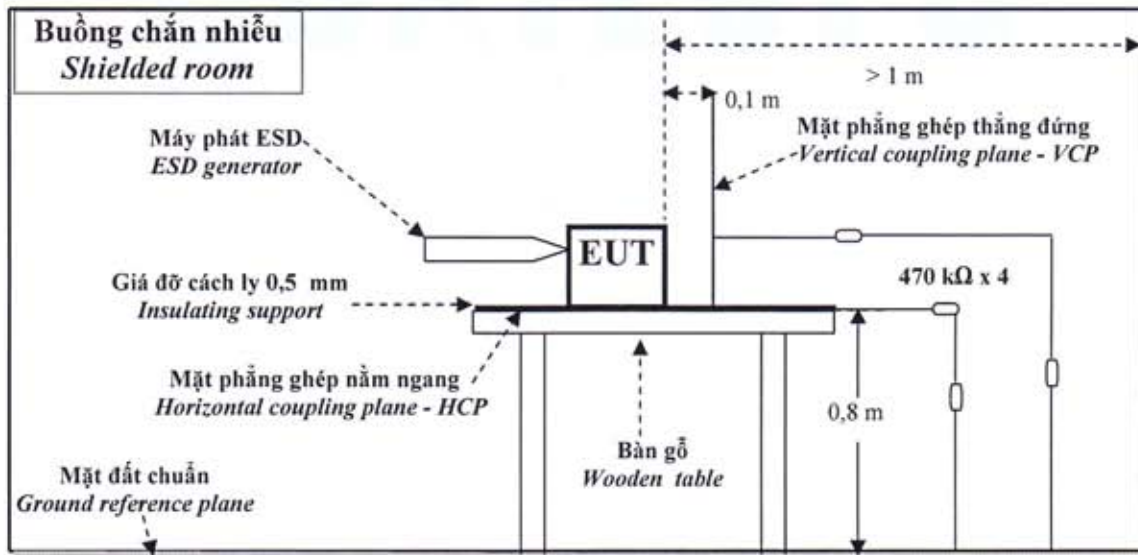 Buồng chắn nhiễu
Shielded room
> 1 m
0,1 m
Máy phát ESD
ESD generator
Mặt phẳng ghép thẳng đứng
Vertical coupling plane - VCP
EUT
Giá đỡ cách ly 0,5 mm
Insulating support
470 kΩ x 4
Mặt phẳng ghép nằm ngang
Horizontal coupling plane - HCP
0,8 m
Bàn gỗ
Wooden table
Mặt đất chuẩn
Ground reference plane